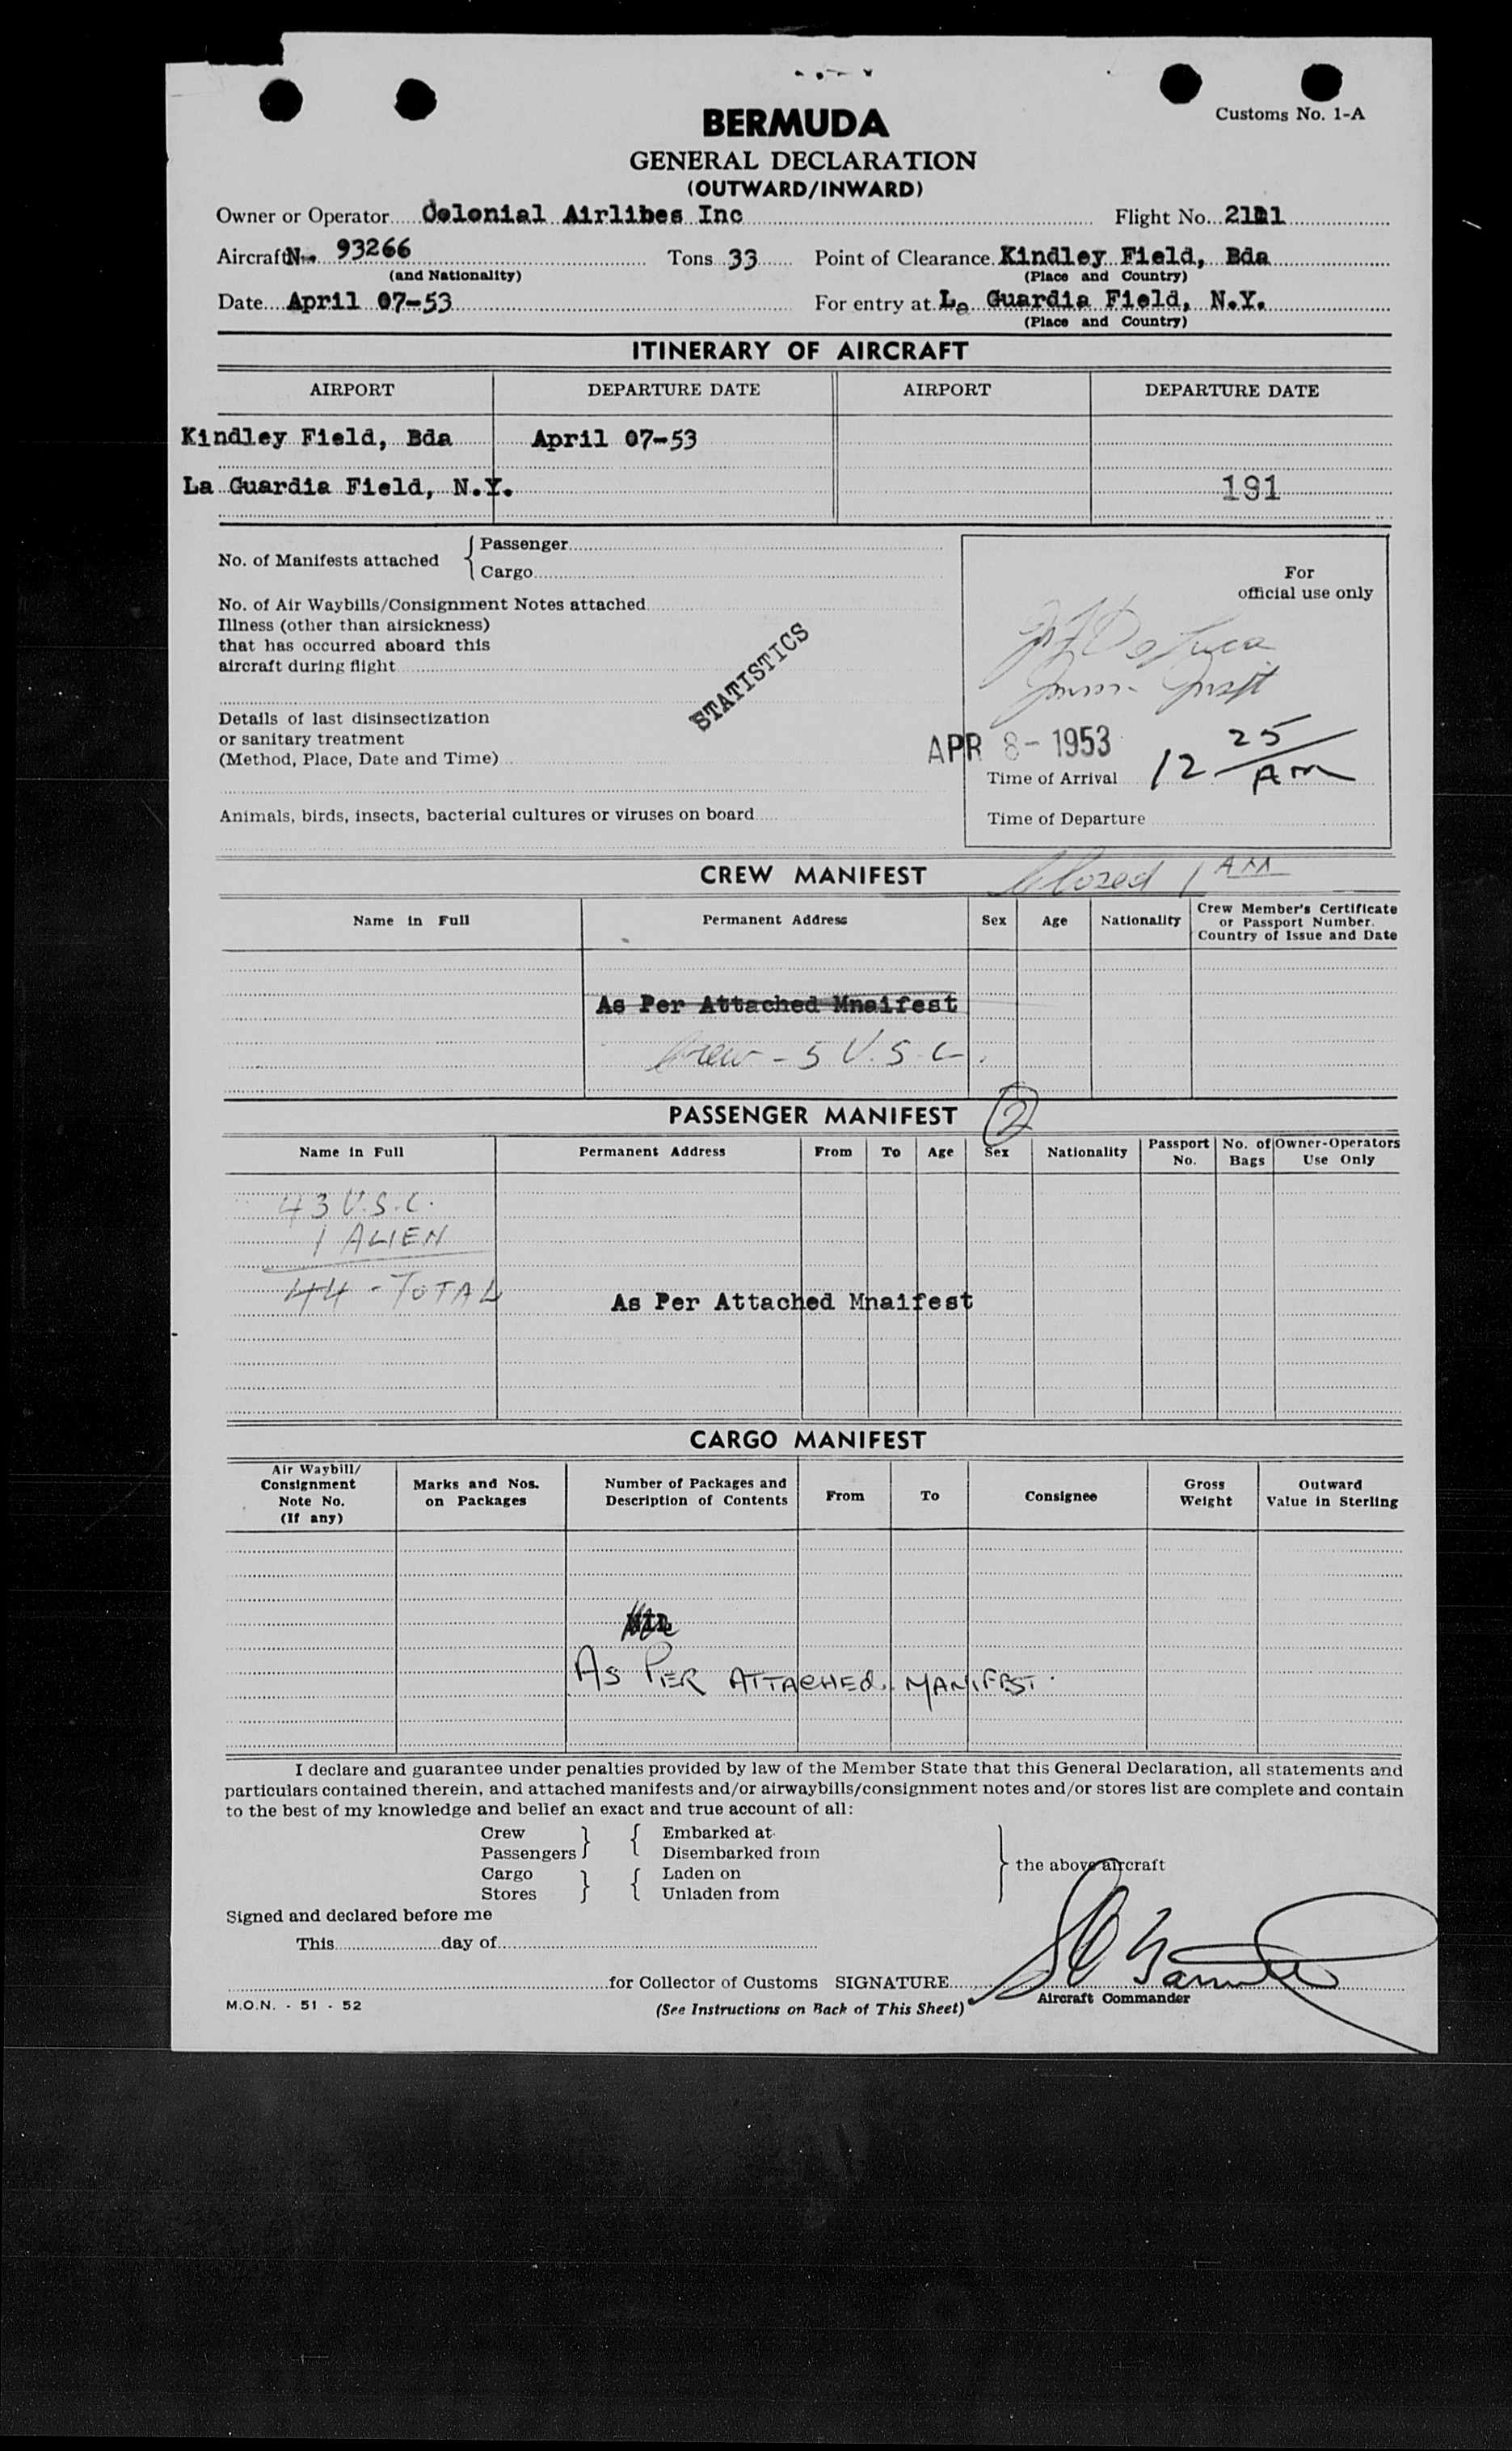 Customs No. 1-A
BERMUDA
GENERAL DECLARATION
(OUTWARD/INWARD)
Owner or Operator Colonial Airlibes Inc Flight No.
Aircraft N 93266 Tons 33 Point of Clearance Kindley Field, Bda
(and Nationality) (Place and Country)
Date April 07-53 For entry at La Guardia Field, N.Y.
(Place and Country)
ITINERARY OF AIRCRAFT
AIRPORT DEPARTURE DATE AIRPORT DEPARTURE DATE
Kindley Field, Bda April 07-53
La Guardia Field, N.Y. 191
No. of Manifests attached { Passenger
Cargo
For
official use only
No. of Air Waybills/Consignment Notes attached
Illness (other than airsickness)
that has occurred aboard this
aircraft during flight
STATISTICS
Details of last disinsectization
or sanitary treatment
(Method, Place, Date and Time)
APR 8- 1953
Time of Arrival 12 25 AM
Animals, birds, insects, bacterial cultures or viruses on board
Time of Departure
CREW MANIFEST Closed 1 AM
Name in Full Permanent Address Sex Age Nationality Crew Member's Certificate
or Passport Number.
Country of Issue and Date
As Per Attached Mnaifest
Crew - 5 U.S.C.
PASSENGER MANIFEST 2
Name in Full Permanent Address From To Age Sex Nationality Passport No. No. of Bags Owner-Operators Use Only
43 U.S.C.
1 ALIEN
44 - TOTAL
As Per Attached Mnaifest
CARGO MANIFEST
Air Waybill/ Consignment Note No. (If any) Marks and Nos. on Packages Number of Packages and Description of Contents From To Consignee Gross Weight Outward Value in Sterling
NIL
AS PER ATTACHED MANIFEST.
I declare and guarantee under penalties provided by law of the Member State that this General Declaration, all statements and
particulars contained therein, and attached manifests and/or airwaybills/consignment notes and/or stores list are complete and contain
to the best of my knowledge and belief an exact and true account of all:
Crew } { Embarked at
Passengers Disembarked from
Cargo } { Laden on } the above aircraft
Stores Unladen from
Signed and declared before me
This day of
for Collector of Customs SIGNATURE
Aircraft Commander
M.O.N. - 51 - 52
(See Instructions on Back of This Sheet)